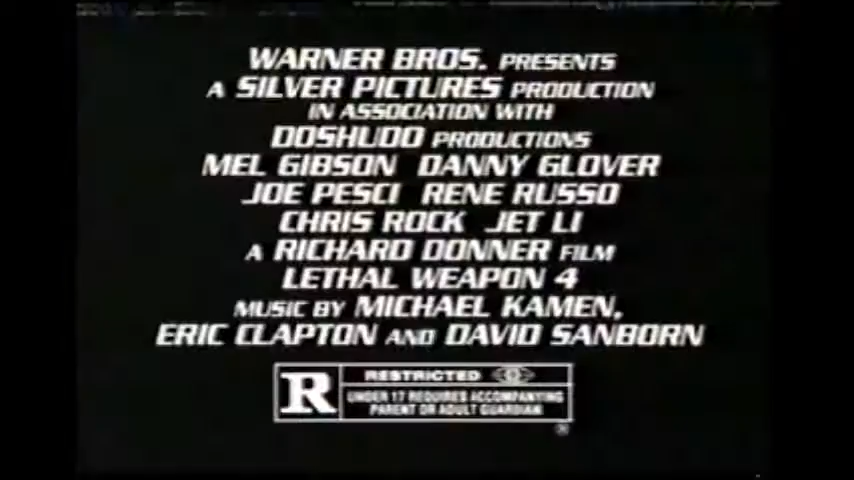 WARNER BROS. PRESENTS
A SILVER PICTURES PRODUCTION
IN ASSOCIATION WITH
DOSHUDO PRODUCTIONS
MEL GIBSON DANNY GLOVER
JOE PESCI RENE RUSSO
CHRIS ROCK JET LI
A RICHARD DONNER FILM
LETHAL WEAPON 4
MUSIC BY MICHAEL KAMEN,
ERIC CLAPTON AND DAVID SANBORN
R RESTRICTED
UNDER 17 REQUIRES ACCOMPANYING
PARENT OR ADULT GUARDIAN
®